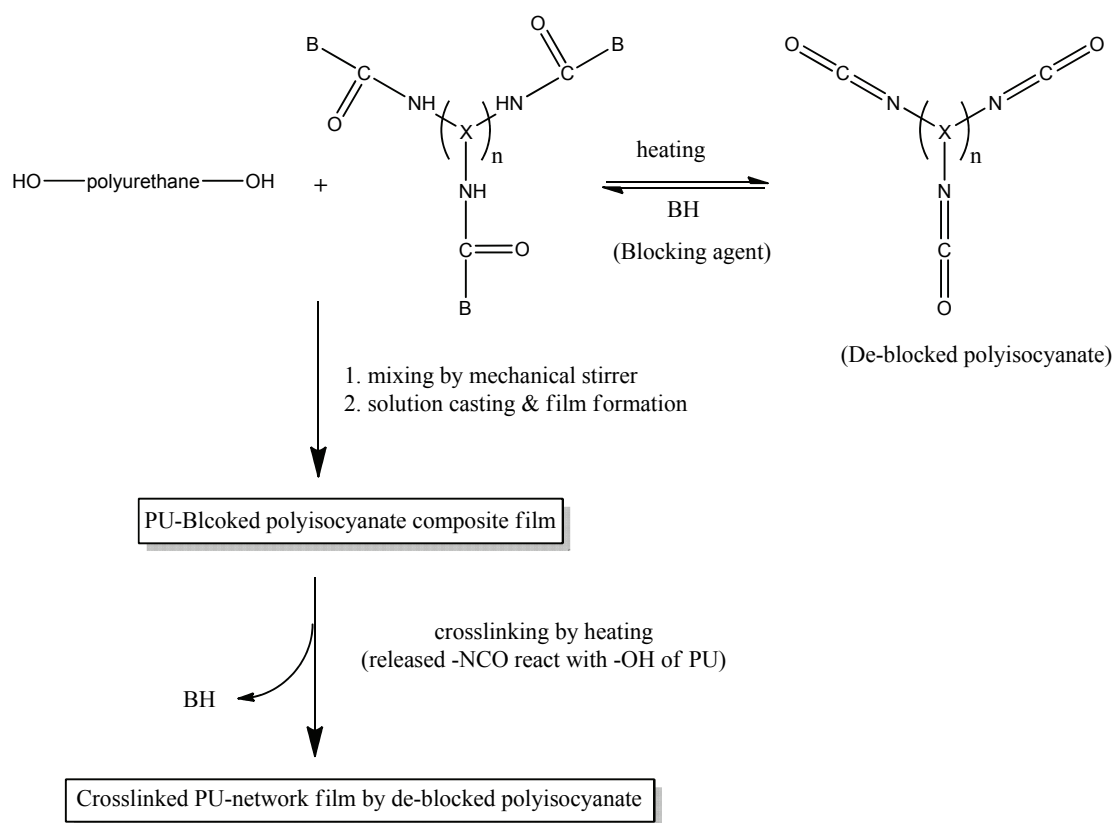 B
C
O
NH
HN
O
C
B
X
n
NH
C
O
B
HO
polyurethane
OH
+
heating
BH
(Blocking agent)
O
C
N
N
C
O
X
n
N
C
O
(De-blocked polyisocyanate)
1. mixing by mechanical stirrer
2. solution casting & film formation
PU-Blcoked polyisocyanate composite film
crosslinking by heating
(released -NCO react with -OH of PU)
BH
Crosslinked PU-network film by de-blocked polyisocyanate